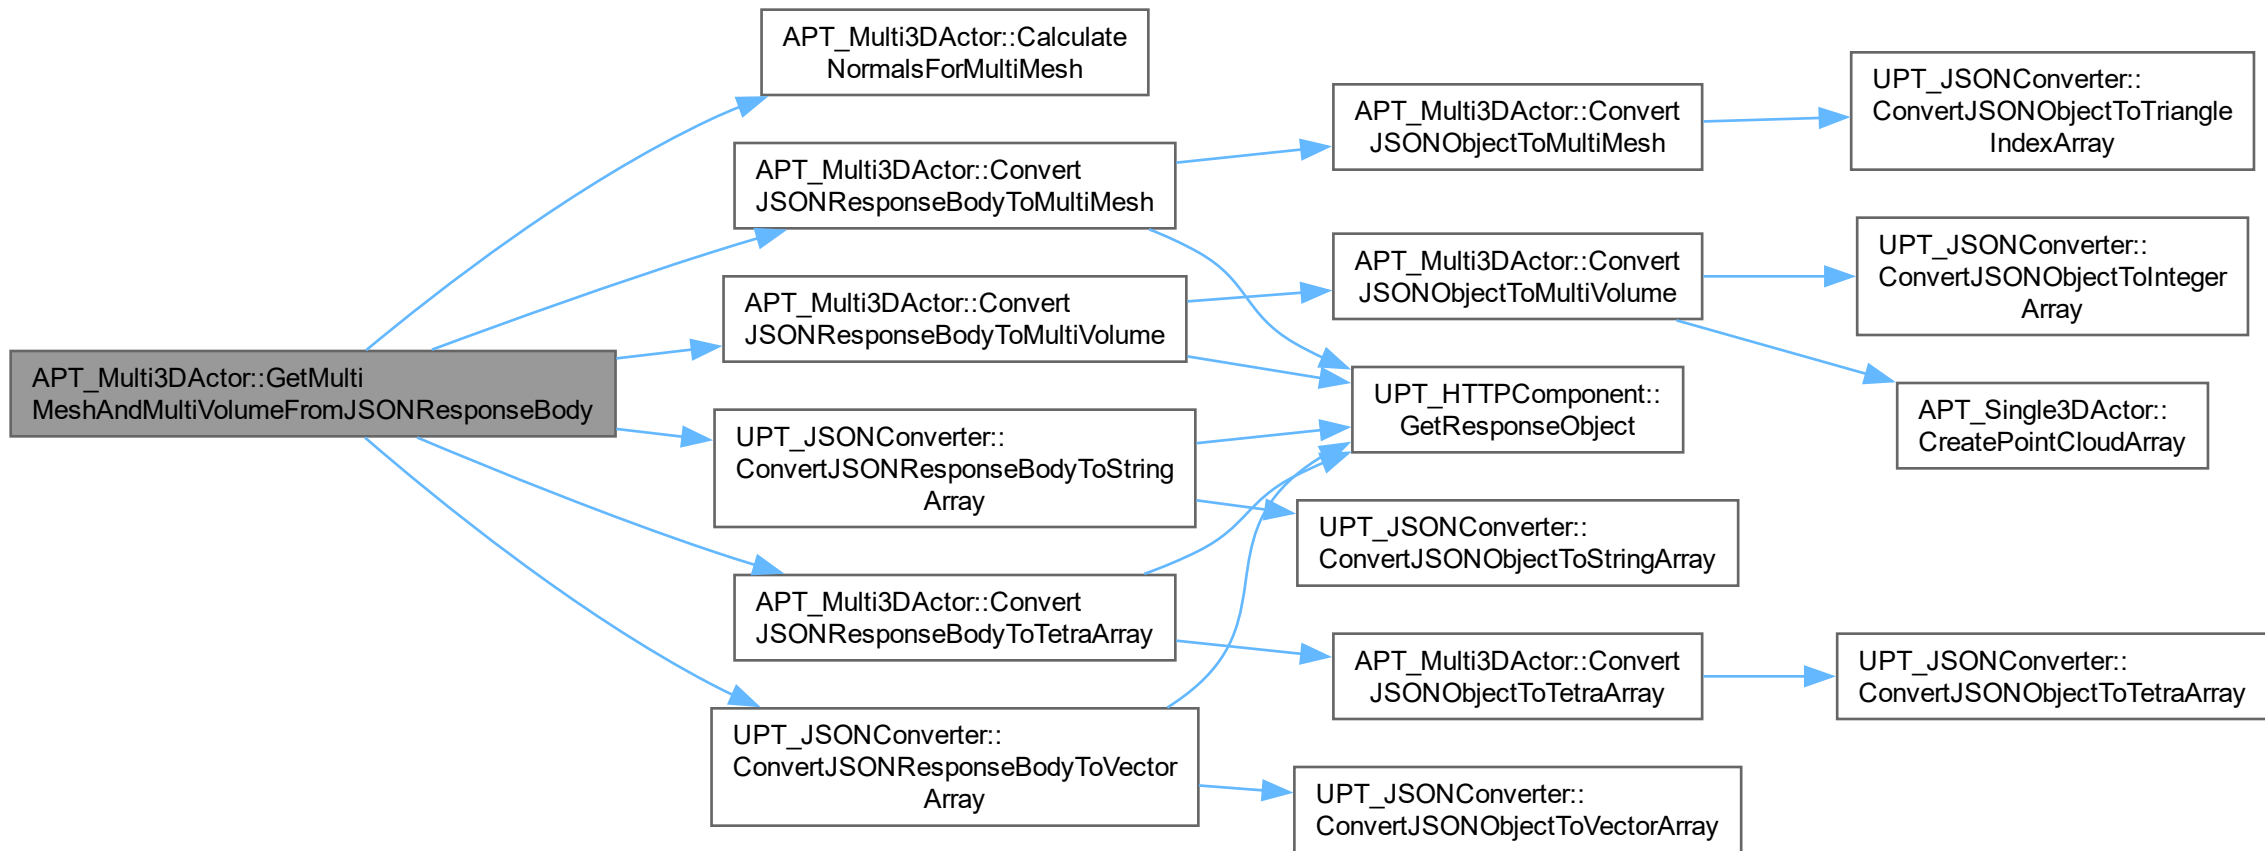 APT_Multi3DActor::GetMulti
MeshAndMultiVolumeFromJSONResponseBody
APT_Multi3DActor::Calculate
NormalsForMultiMesh
APT_Multi3DActor::Convert
JSONResponseBodyToMultiMesh
APT_Multi3DActor::Convert
JSONResponseBodyToMultiVolume
UPT_JSONConverter::
ConvertJSONResponseBodyToString
Array
APT_Multi3DActor::Convert
JSONResponseBodyToTetraArray
UPT_JSONConverter::
ConvertJSONResponseBodyToVector
Array
APT_Multi3DActor::Convert
JSONObjectToMultiMesh
APT_Multi3DActor::Convert
JSONObjectToMultiVolume
UPT_HTTPComponent::
GetResponseObject
UPT_JSONConverter::
ConvertJSONObjectToStringArray
APT_Multi3DActor::Convert
JSONObjectToTetraArray
UPT_JSONConverter::
ConvertJSONObjectToVectorArray
UPT_JSONConverter::
ConvertJSONObjectToTriangle
IndexArray
UPT_JSONConverter::
ConvertJSONObjectToInteger
Array
APT_Single3DActor::
CreatePointCloudArray
UPT_JSONConverter::
ConvertJSONObjectToTetraArray